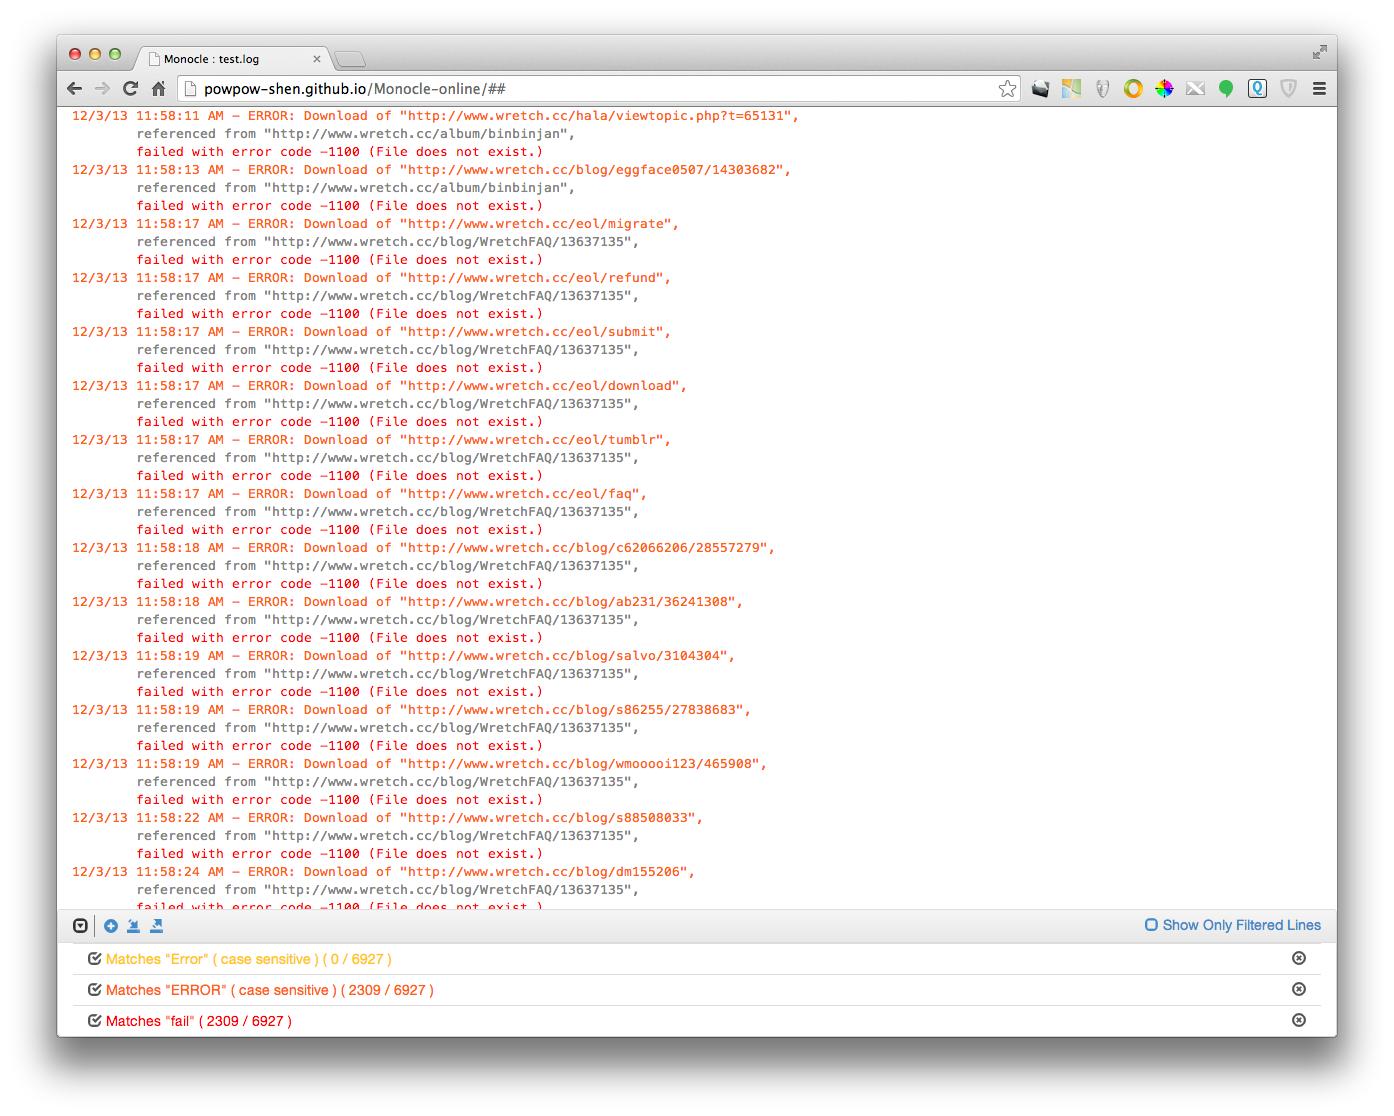 Monocle : test.log
powpow-shen.github.io/Monocle-online/##
12/3/13 11:58:11 AM – ERROR: Download of "http://www.wretch.cc/hala/viewtopic.php?t=65131",
referenced from "http://www.wretch.cc/album/binbinjan",
failed with error code –1100 (File does not exist.)
12/3/13 11:58:13 AM – ERROR: Download of "http://www.wretch.cc/blog/eggface0507/14303682",
referenced from "http://www.wretch.cc/album/binbinjan",
failed with error code –1100 (File does not exist.)
12/3/13 11:58:17 AM – ERROR: Download of "http://www.wretch.cc/eol/migrate",
referenced from "http://www.wretch.cc/blog/WretchFAQ/13637135",
failed with error code –1100 (File does not exist.)
12/3/13 11:58:17 AM – ERROR: Download of "http://www.wretch.cc/eol/refund",
referenced from "http://www.wretch.cc/blog/WretchFAQ/13637135",
failed with error code –1100 (File does not exist.)
12/3/13 11:58:17 AM – ERROR: Download of "http://www.wretch.cc/eol/submit",
referenced from "http://www.wretch.cc/blog/WretchFAQ/13637135",
failed with error code –1100 (File does not exist.)
12/3/13 11:58:17 AM – ERROR: Download of "http://www.wretch.cc/eol/download",
referenced from "http://www.wretch.cc/blog/WretchFAQ/13637135",
failed with error code –1100 (File does not exist.)
12/3/13 11:58:17 AM – ERROR: Download of "http://www.wretch.cc/eol/tumblr",
referenced from "http://www.wretch.cc/blog/WretchFAQ/13637135",
failed with error code –1100 (File does not exist.)
12/3/13 11:58:17 AM – ERROR: Download of "http://www.wretch.cc/eol/faq",
referenced from "http://www.wretch.cc/blog/WretchFAQ/13637135",
failed with error code –1100 (File does not exist.)
12/3/13 11:58:18 AM – ERROR: Download of "http://www.wretch.cc/blog/c62066206/28557279",
referenced from "http://www.wretch.cc/blog/WretchFAQ/13637135",
failed with error code –1100 (File does not exist.)
12/3/13 11:58:18 AM – ERROR: Download of "http://www.wretch.cc/blog/ab231/36241308",
referenced from "http://www.wretch.cc/blog/WretchFAQ/13637135",
failed with error code –1100 (File does not exist.)
12/3/13 11:58:19 AM – ERROR: Download of "http://www.wretch.cc/blog/salvo/3104304",
referenced from "http://www.wretch.cc/blog/WretchFAQ/13637135",
failed with error code –1100 (File does not exist.)
12/3/13 11:58:19 AM – ERROR: Download of "http://www.wretch.cc/blog/s86255/27838683",
referenced from "http://www.wretch.cc/blog/WretchFAQ/13637135",
failed with error code –1100 (File does not exist.)
12/3/13 11:58:19 AM – ERROR: Download of "http://www.wretch.cc/blog/wmooooi123/465908",
referenced from "http://www.wretch.cc/blog/WretchFAQ/13637135",
failed with error code –1100 (File does not exist.)
12/3/13 11:58:22 AM – ERROR: Download of "http://www.wretch.cc/blog/s88508033",
referenced from "http://www.wretch.cc/blog/WretchFAQ/13637135",
failed with error code –1100 (File does not exist.)
12/3/13 11:58:24 AM – ERROR: Download of "http://www.wretch.cc/blog/dm155206",
referenced from "http://www.wretch.cc/blog/WretchFAQ/13637135",
failed with error code –1100 (File does not exist.)
Show Only Filtered Lines
Matches "Error" ( case sensitive ) ( 0 / 6927 )
Matches "ERROR" ( case sensitive ) ( 2309 / 6927 )
Matches "fail" ( 2309 / 6927 )